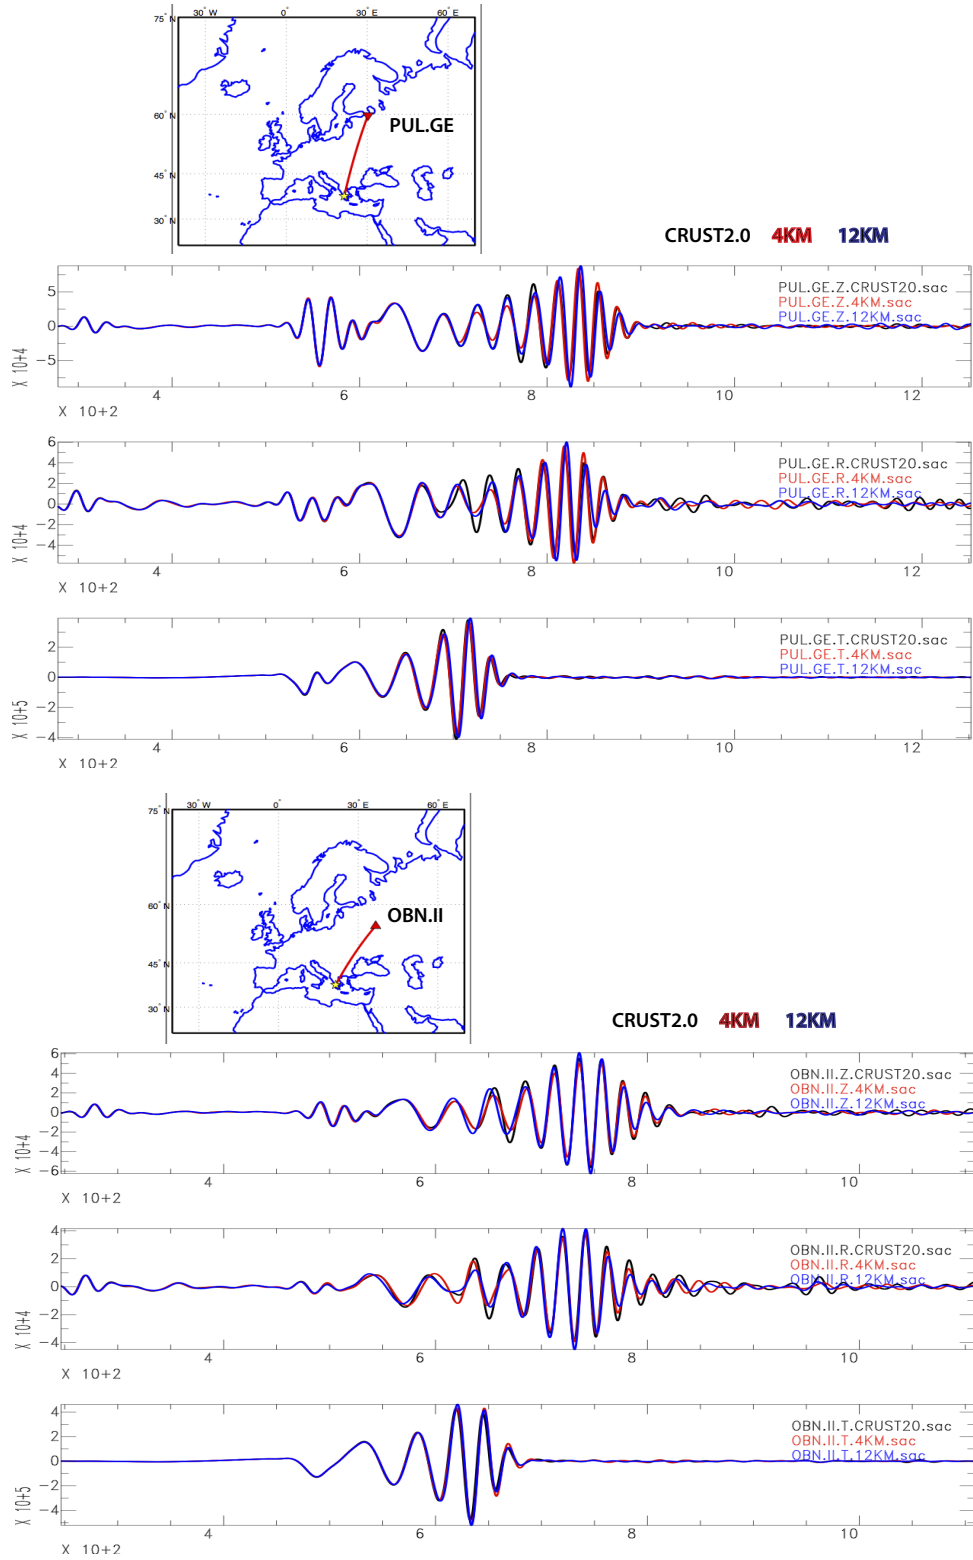 30° W 0° 30° E 60° E
75° N
60° N
PUL.GE
45° N
30° N
CRUST2.0 4KM 12KM
PUL.GE.Z.CRUST20.sac
PUL.GE.Z.4KM.sac
PUL.GE.Z.12KM.sac
5
0
−5
X 10+4
4 6 8 10 12
X 10+2
PUL.GE.R.CRUST20.sac
PUL.GE.R.4KM.sac
PUL.GE.R.12KM.sac
6
4
2
0
−2
−4
X 10+4
4 6 8 10 12
X 10+2
PUL.GE.T.CRUST20.sac
PUL.GE.T.4KM.sac
PUL.GE.T.12KM.sac
2
0
−2
−4
X 10+5
4 6 8 10 12
X 10+2
30° W 0° 30° E 60° E
75° N
60° N
OBN.II
45° N
30° N
CRUST2.0 4KM 12KM
OBN.II.Z.CRUST20.sac
OBN.II.Z.4KM.sac
OBN.II.Z.12KM.sac
6
4
2
0
−2
−4
−6
X 10+4
4 6 8 10
X 10+2
OBN.II.R.CRUST20.sac
OBN.II.R.4KM.sac
OBN.II.R.12KM.sac
4
2
0
−2
−4
X 10+4
4 6 8 10
X 10+2
OBN.II.T.CRUST20.sac
OBN.II.T.4KM.sac
OBN.II.T.12KM.sac
4
2
0
−2
−4
X 10+5
4 6 8 10
X 10+2